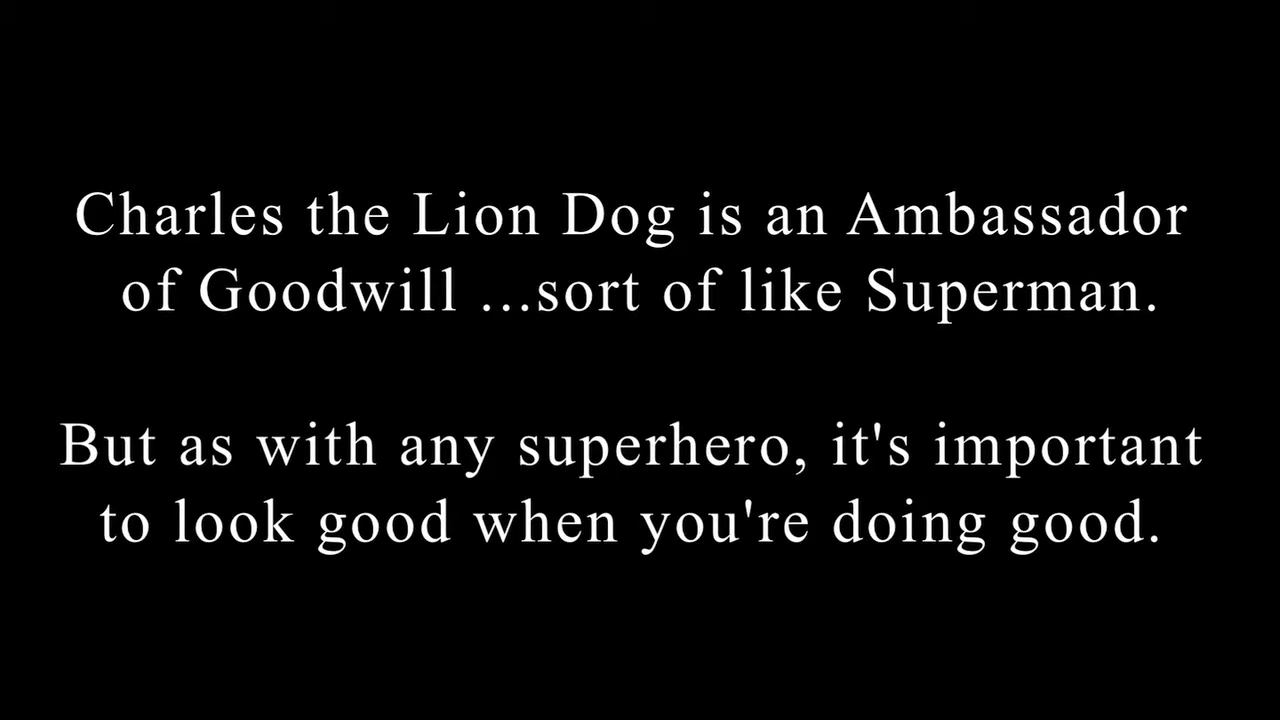 Charles the Lion Dog is an Ambassador
of Goodwill ...sort of like Superman.
But as with any superhero, it's important
to look good when you're doing good.